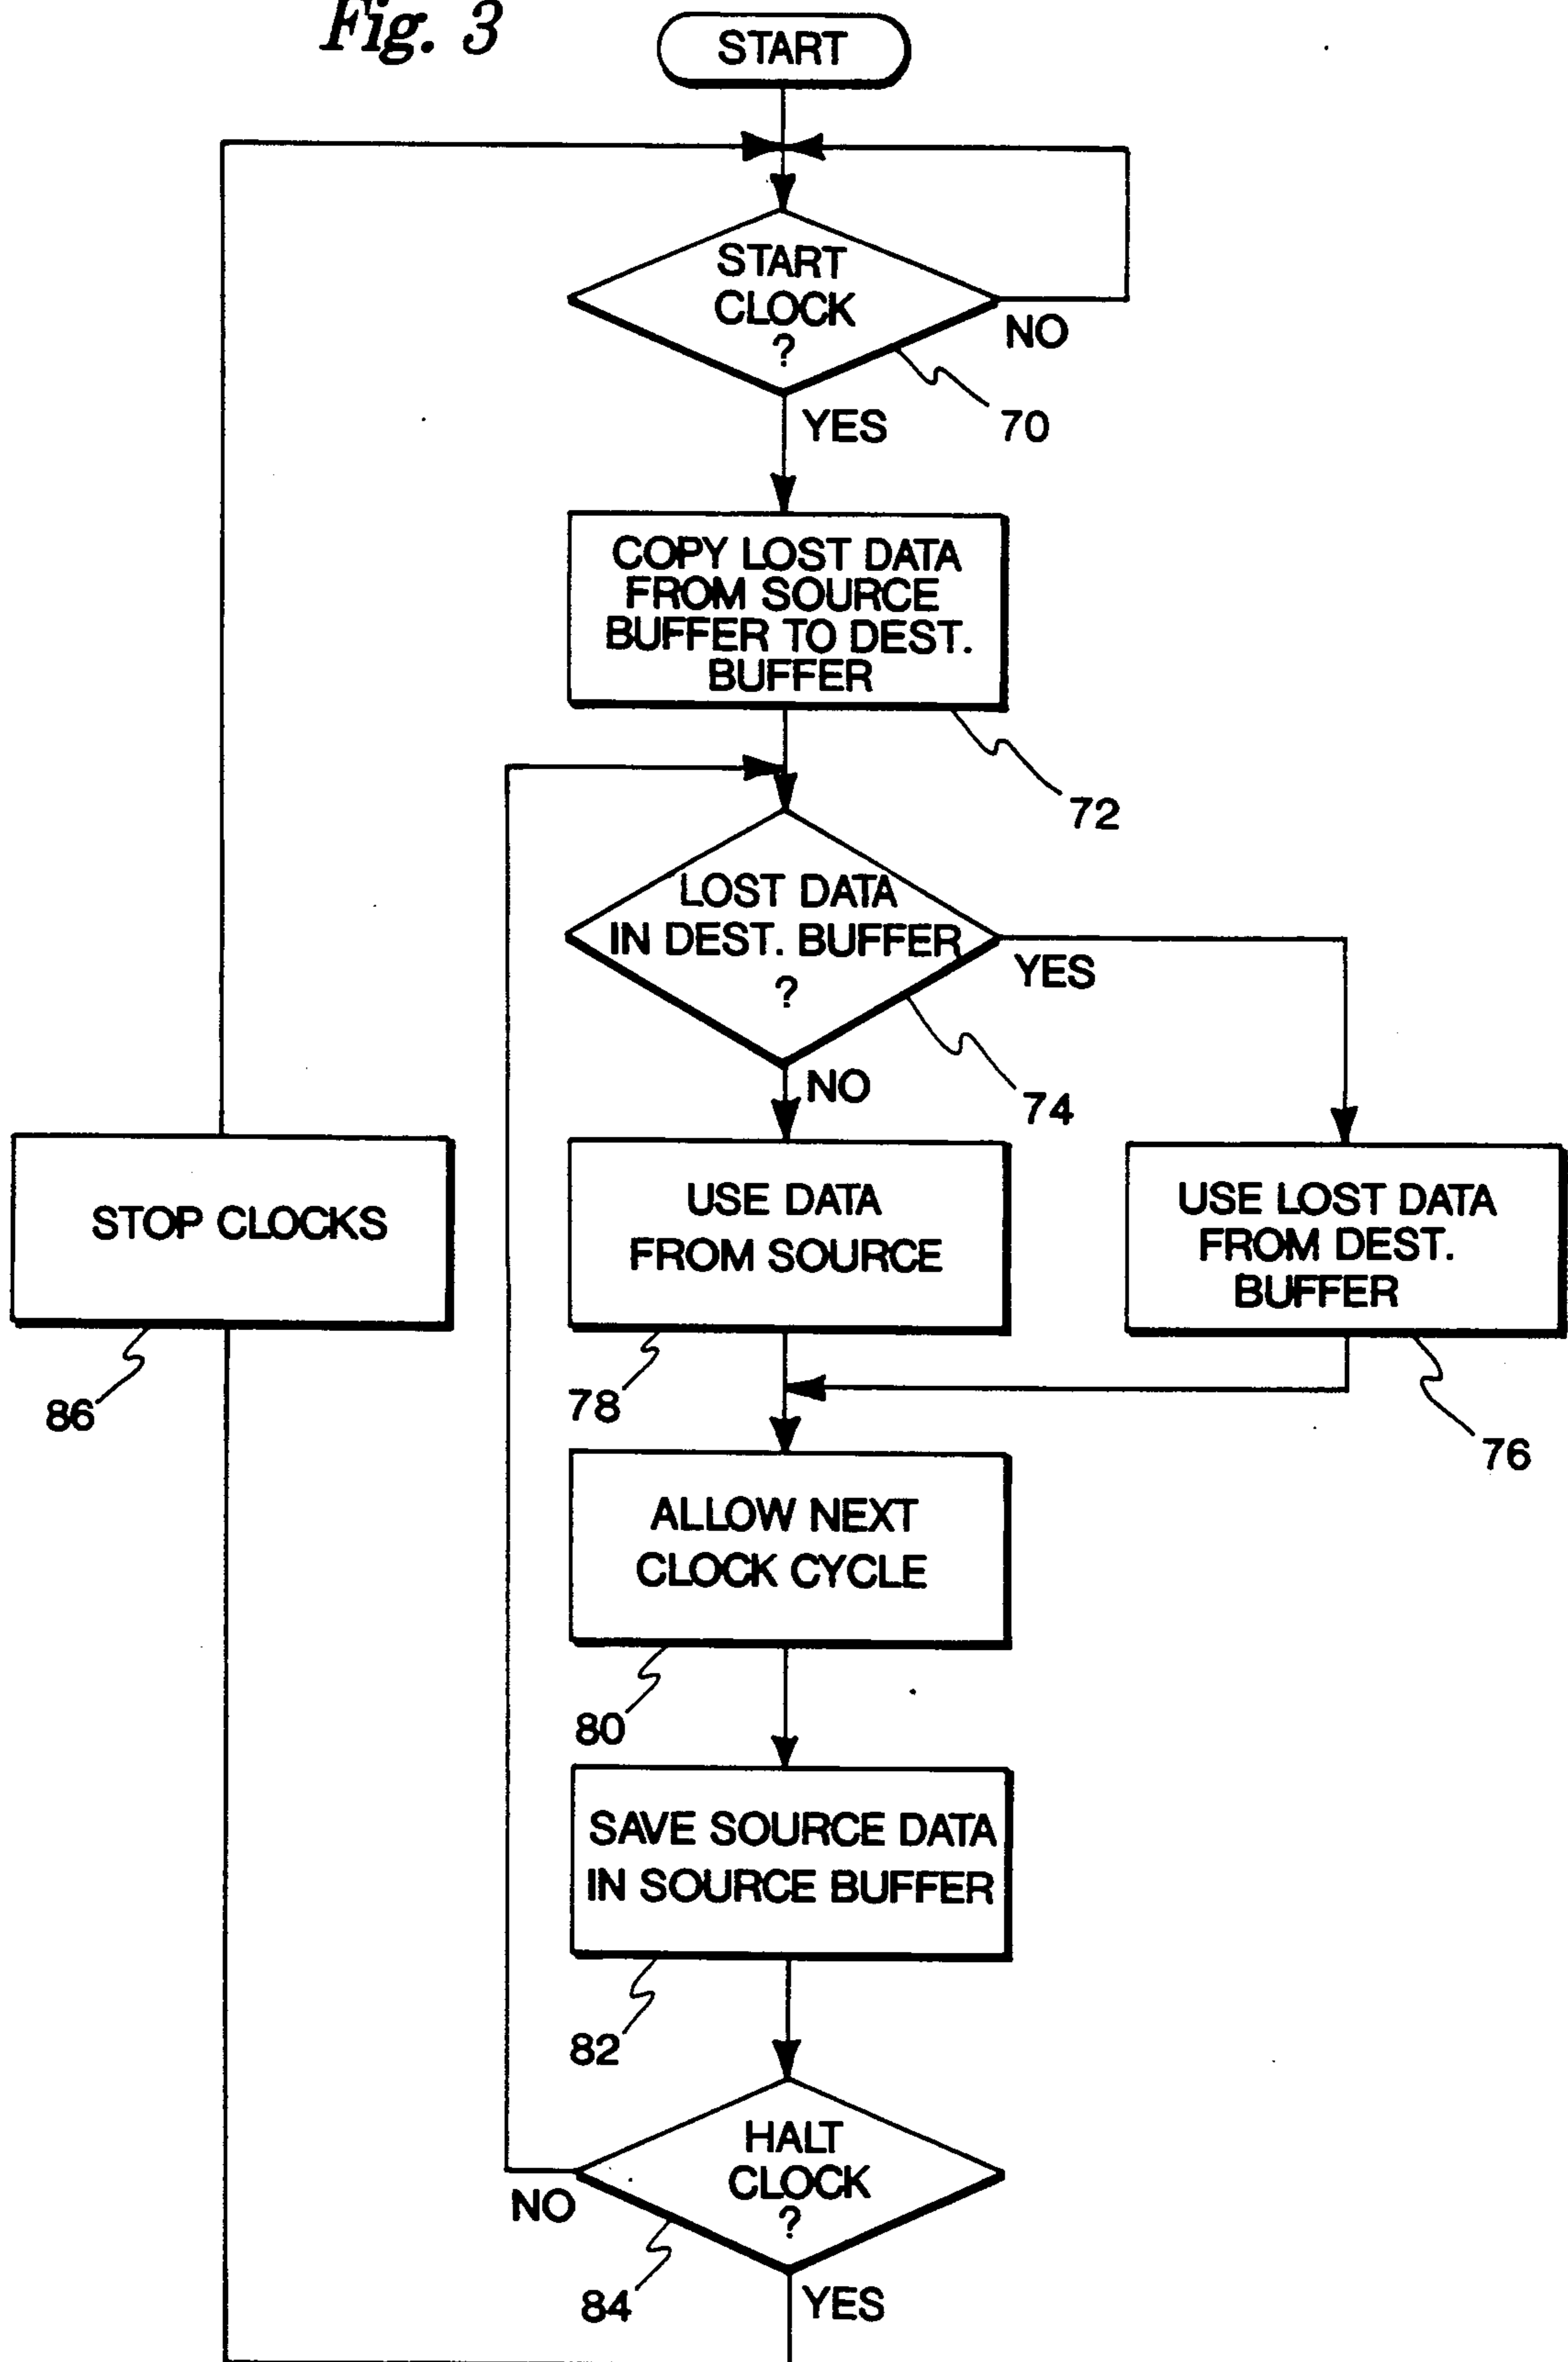 Fig. 3
START
START
CLOCK
?
NO
70
YES
COPY LOST DATA
FROM SOURCE
BUFFER TO DEST.
BUFFER
72
LOST DATA
IN DEST. BUFFER
?
YES
74
NO
STOP CLOCKS
86
USE DATA
FROM SOURCE
78
USE LOST DATA
FROM DEST.
BUFFER
76
ALLOW NEXT
CLOCK CYCLE
80
SAVE SOURCE DATA
IN SOURCE BUFFER
82
HALT
CLOCK
?
NO
84
YES